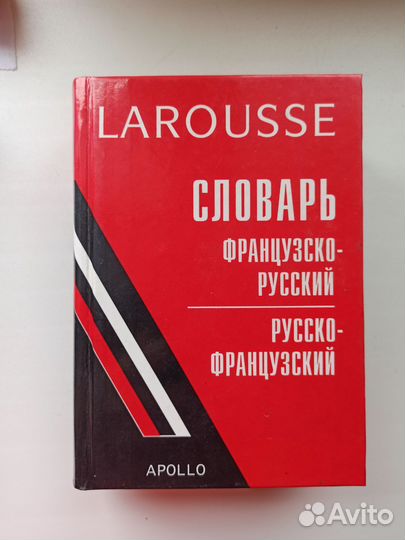 LAROUSSE
СЛОВАРЬ
ФРАНЦУЗСКО-
РУССКИЙ
РУССКО-
ФРАНЦУЗСКИЙ
APOLLO
Avito